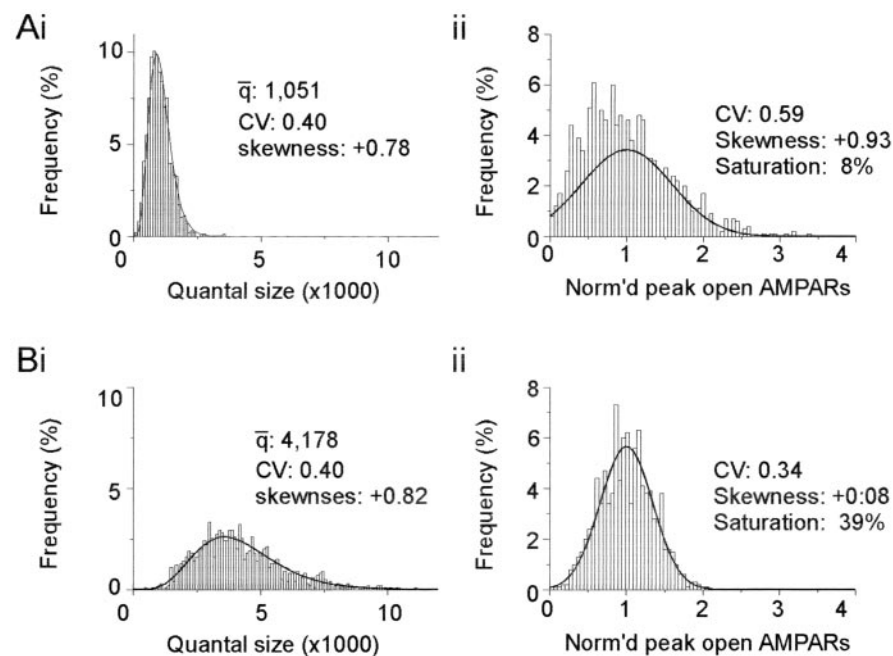 Ai
Frequency (%)
10
5
0
q̄: 1,051
CV: 0.40
skewness: +0.78
0 5 10
Quantal size (x1000)
ii
Frequency (%)
8
6
4
2
0
CV: 0.59
Skewness: +0.93
Saturation: 8%
0 1 2 3 4
Norm'd peak open AMPARs
Bi
Frequency (%)
10
5
0
q̄: 4,178
CV: 0.40
skewnses: +0.82
0 5 10
Quantal size (x1000)
ii
Frequency (%)
8
6
4
2
0
CV: 0.34
Skewness: +0:08
Saturation: 39%
0 1 2 3 4
Norm'd peak open AMPARs